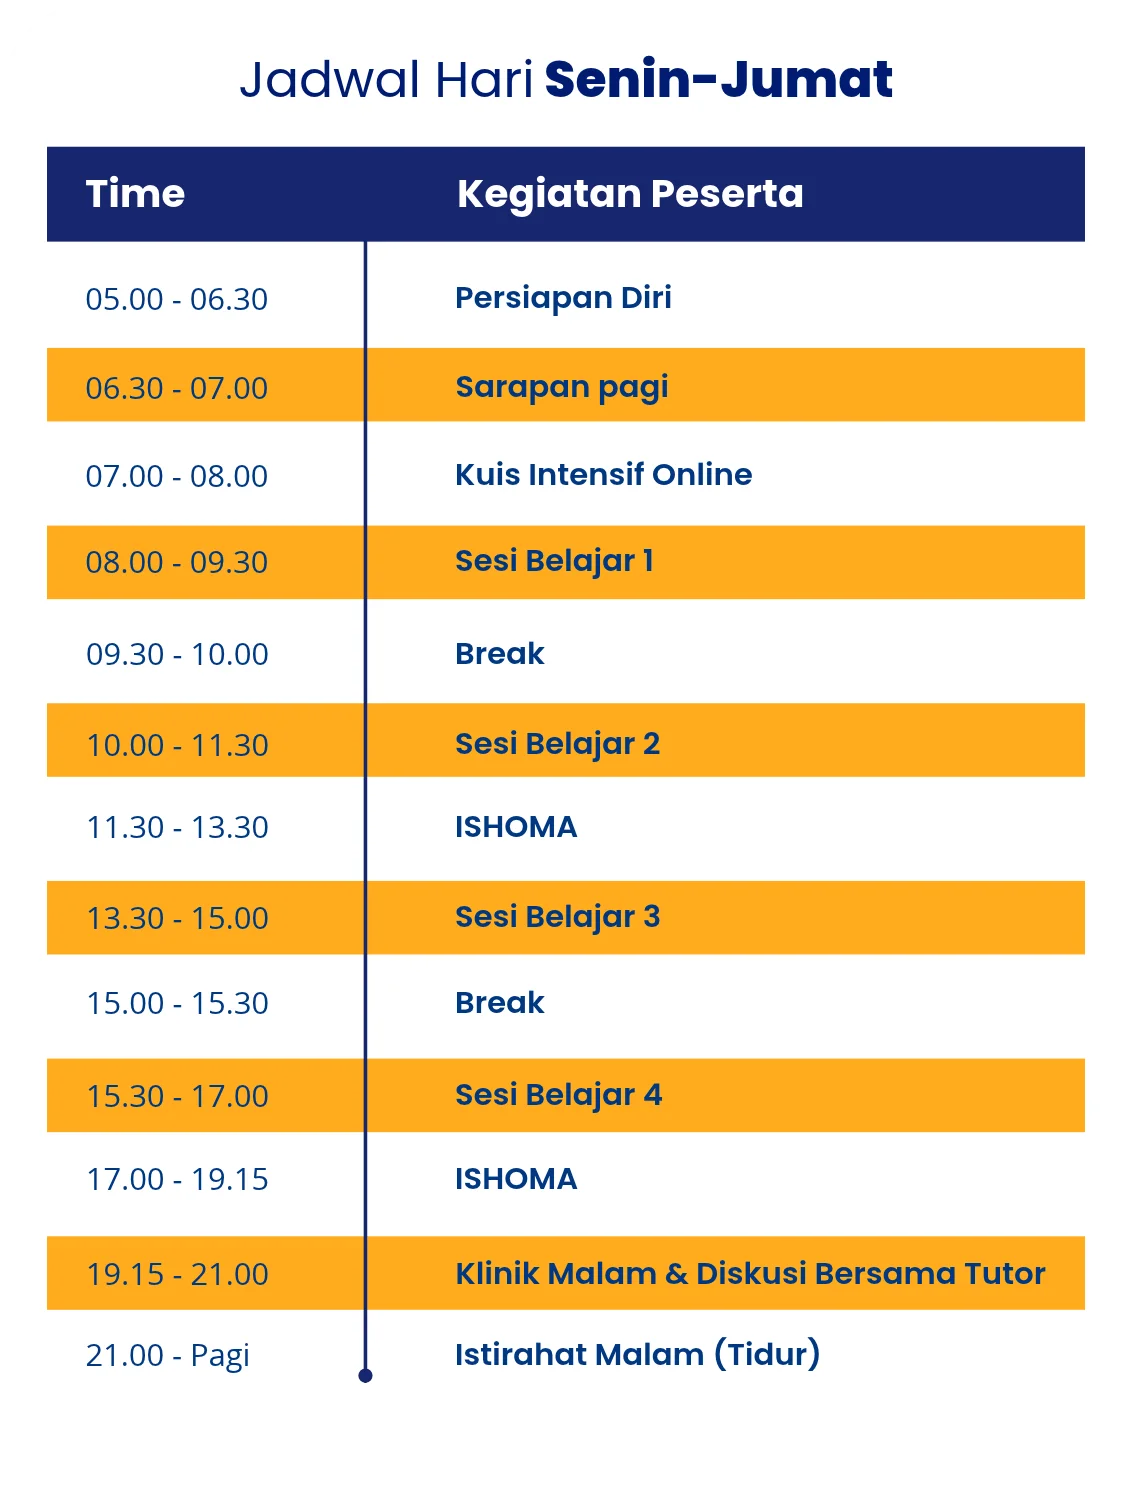 Jadwal Hari Senin-Jumat
Time Kegiatan Peserta
05.00 - 06.30 Persiapan Diri
06.30 - 07.00 Sarapan pagi
07.00 - 08.00 Kuis Intensif Online
08.00 - 09.30 Sesi Belajar 1
09.30 - 10.00 Break
10.00 - 11.30 Sesi Belajar 2
11.30 - 13.30 ISHOMA
13.30 - 15.00 Sesi Belajar 3
15.00 - 15.30 Break
15.30 - 17.00 Sesi Belajar 4
17.00 - 19.15 ISHOMA
19.15 - 21.00 Klinik Malam & Diskusi Bersama Tutor
21.00 - Pagi Istirahat Malam (Tidur)